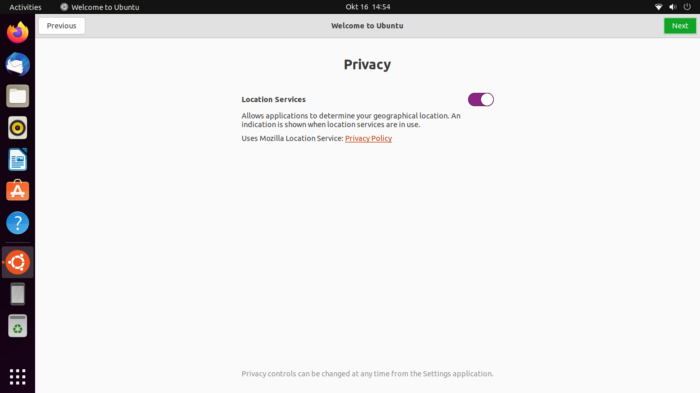 Activities
Welcome to Ubuntu
Okt 16 14:54
Previous
Welcome to Ubuntu
Next
Privacy
Location Services
Allows applications to determine your geographical location. An
indication is shown when location services are in use.
Uses Mozilla Location Service: Privacy Policy
Privacy controls can be changed at any time from the Settings application.